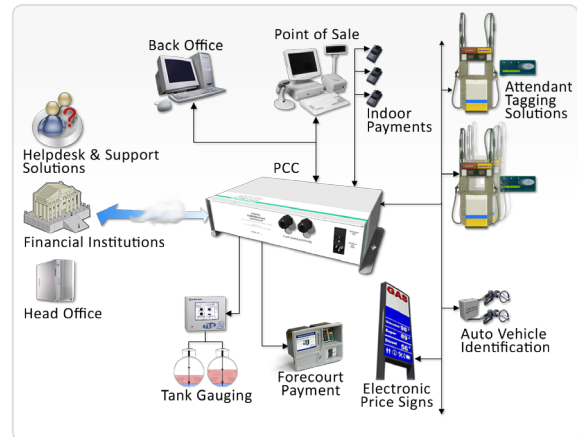 Back Office
Point of Sale
Indoor
Payments
Attendant
Tagging
Solutions
Helpdesk & Support
Solutions
PCC
Financial Institutions
Head Office
GAS
Tank Gauging
Forecourt
Payment
Electronic
Price Signs
Auto Vehicle
Identification